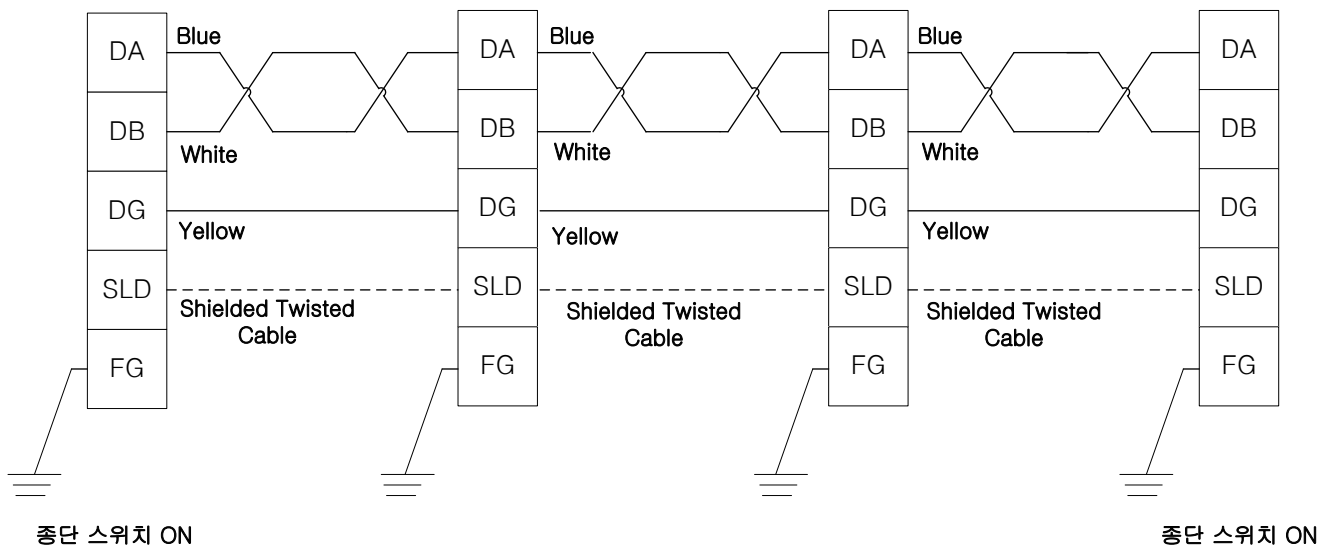 DA Blue DA Blue DA Blue DA
DB White DB White DB White DB
DG Yellow DG Yellow DG Yellow DG
SLD Shielded Twisted SLD Shielded Twisted SLD Shielded Twisted SLD
Cable Cable Cable
FG FG FG FG
종단 스위치 ON 종단 스위치 ON